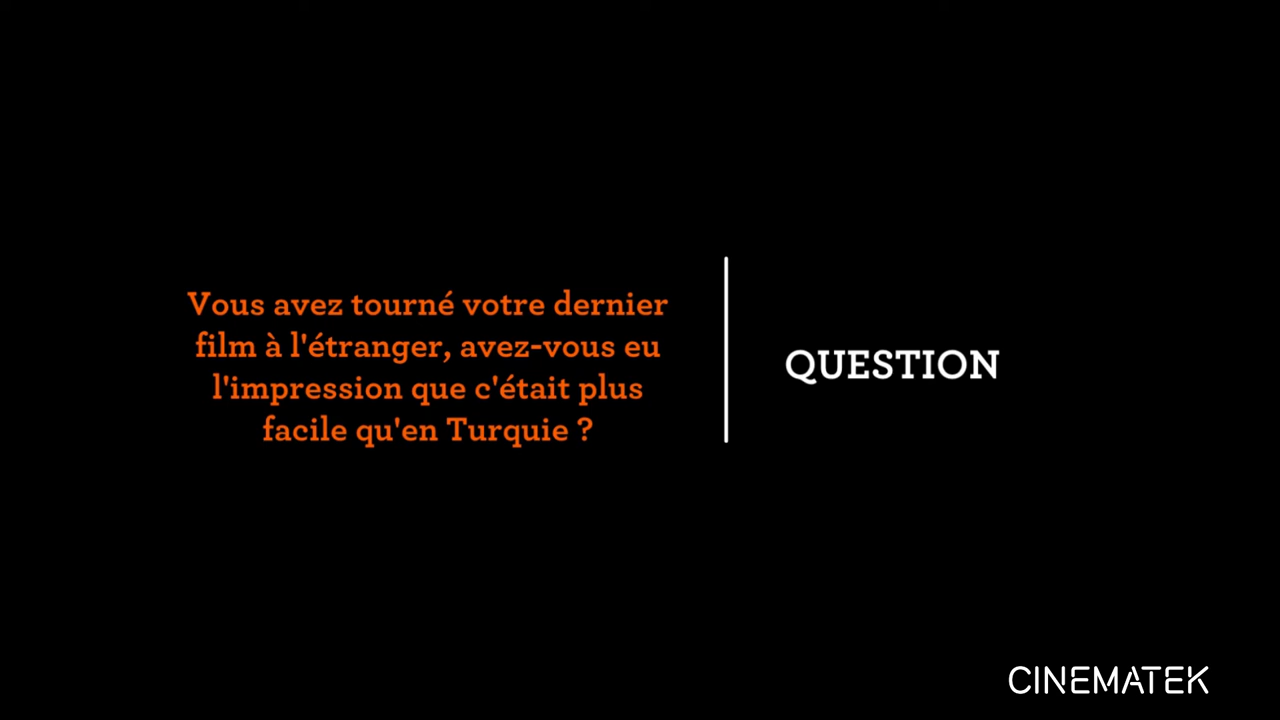 Vous avez tourné votre dernier
film à l'étranger, avez-vous eu
l'impression que c'était plus
facile qu'en Turquie ?
QUESTION
CINEMATEK